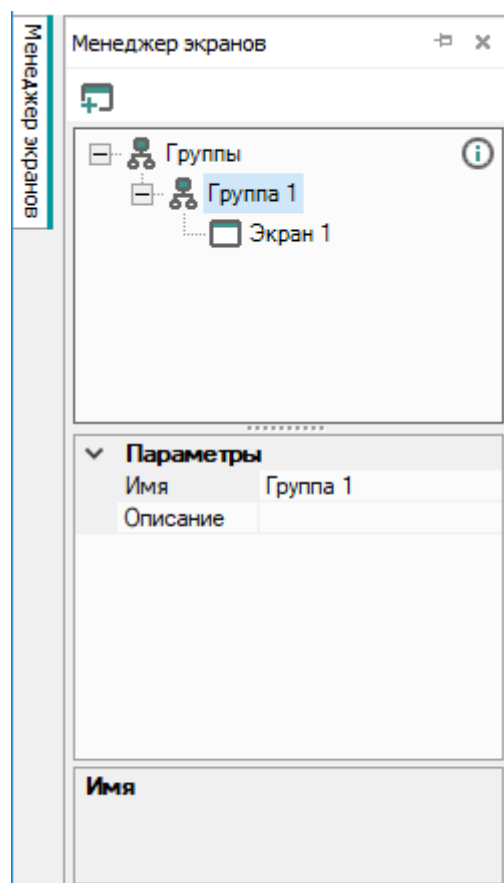 Менеджер экранов
Менеджер экранов
Группы
Группа 1
Экран 1
Параметры
Имя Группа 1
Описание
Имя